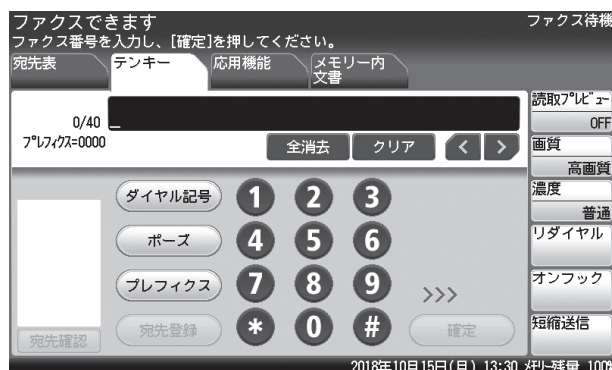 ファクスできます
ファクス待機
ファクス番号を入力し、[確定]を押してください。
宛先表
テンキー
応用機能
メモリー内
文書
0/40
プレフィクス=0000
全消去
クリア
< >
ダイヤル記号
1 2 3
ポーズ
4 5 6
プレフィクス
7 8 9
>>>
宛先確認
宛先登録
* 0 #
確定
読取プレビュー
OFF
画質
高画質
濃度
普通
リダイヤル
オンフック
短縮送信
2018年10月15日(月) 13:30 メモリー残量 100%